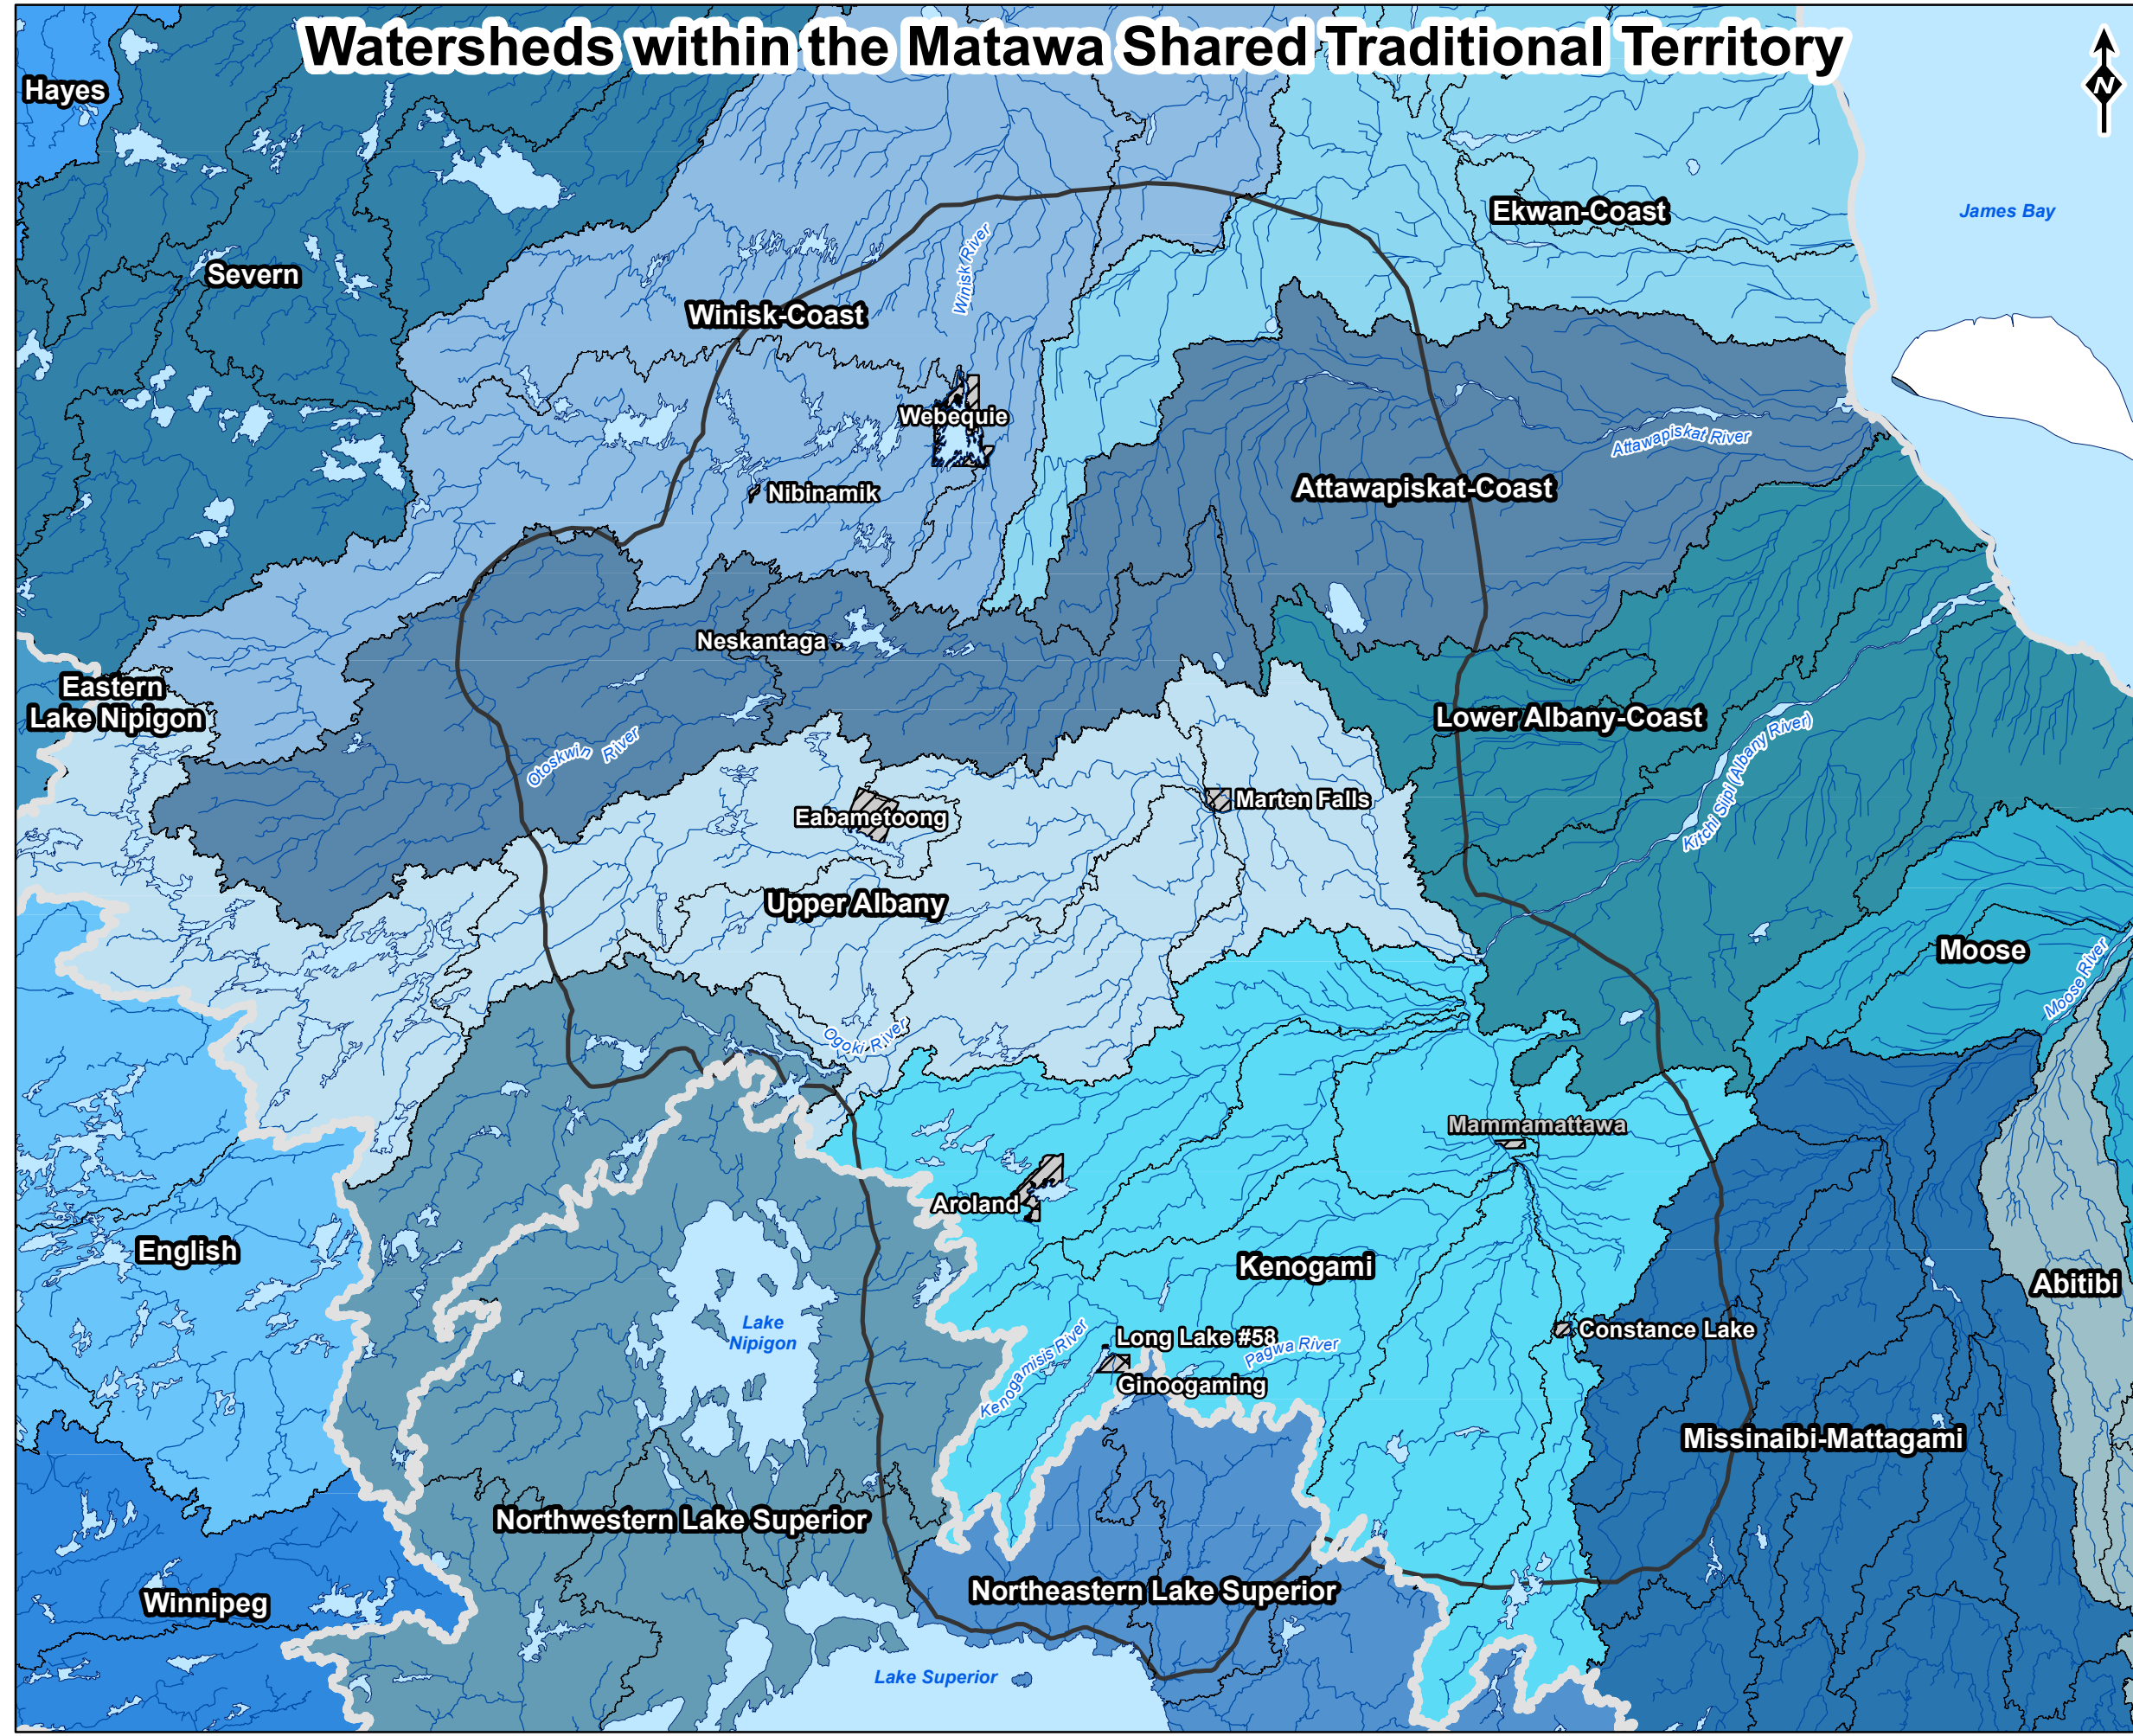 Watersheds within the Matawa Shared Traditional Territory
N
Hayes
Severn
Ekwan-Coast
James Bay
Winisk River
Winisk-Coast
Webequie
Nibinamik
Attawapiskat River
Attawapiskat-Coast
Neskantaga
Eastern
Lake Nipigon
Otoskwin
River
Lower Albany-Coast
Kitchi Siipi (Albany River)
Marten Falls
Eabametoong
Upper Albany
Moose
Moose River
Ogoki River
Mammamattawa
Aroland
English
Kenogami
Abitibi
Lake
Nipigon
Long Lake #58
Constance Lake
Pagwa River
Kenogamisis River
Ginoogaming
Missinaibi-Mattagami
Northwestern Lake Superior
Northeastern Lake Superior
Winnipeg
Lake Superior